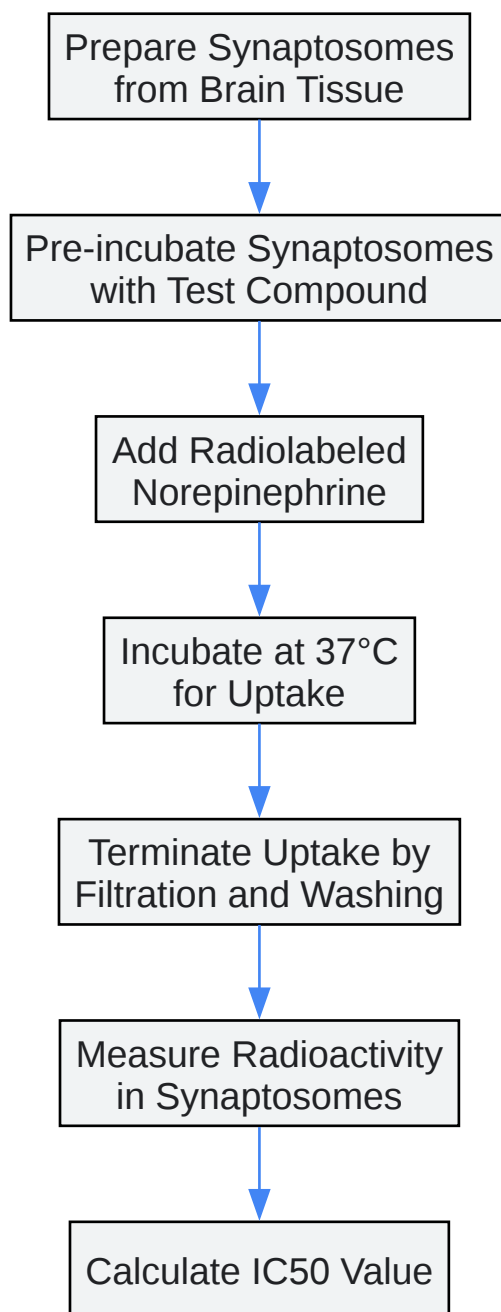 Prepare Synaptosomes
from Brain Tissue
Pre-incubate Synaptosomes
with Test Compound
Add Radiolabeled
Norepinephrine
Incubate at 37°C
for Uptake
Terminate Uptake by
Filtration and Washing
Measure Radioactivity
in Synaptosomes
Calculate IC50 Value